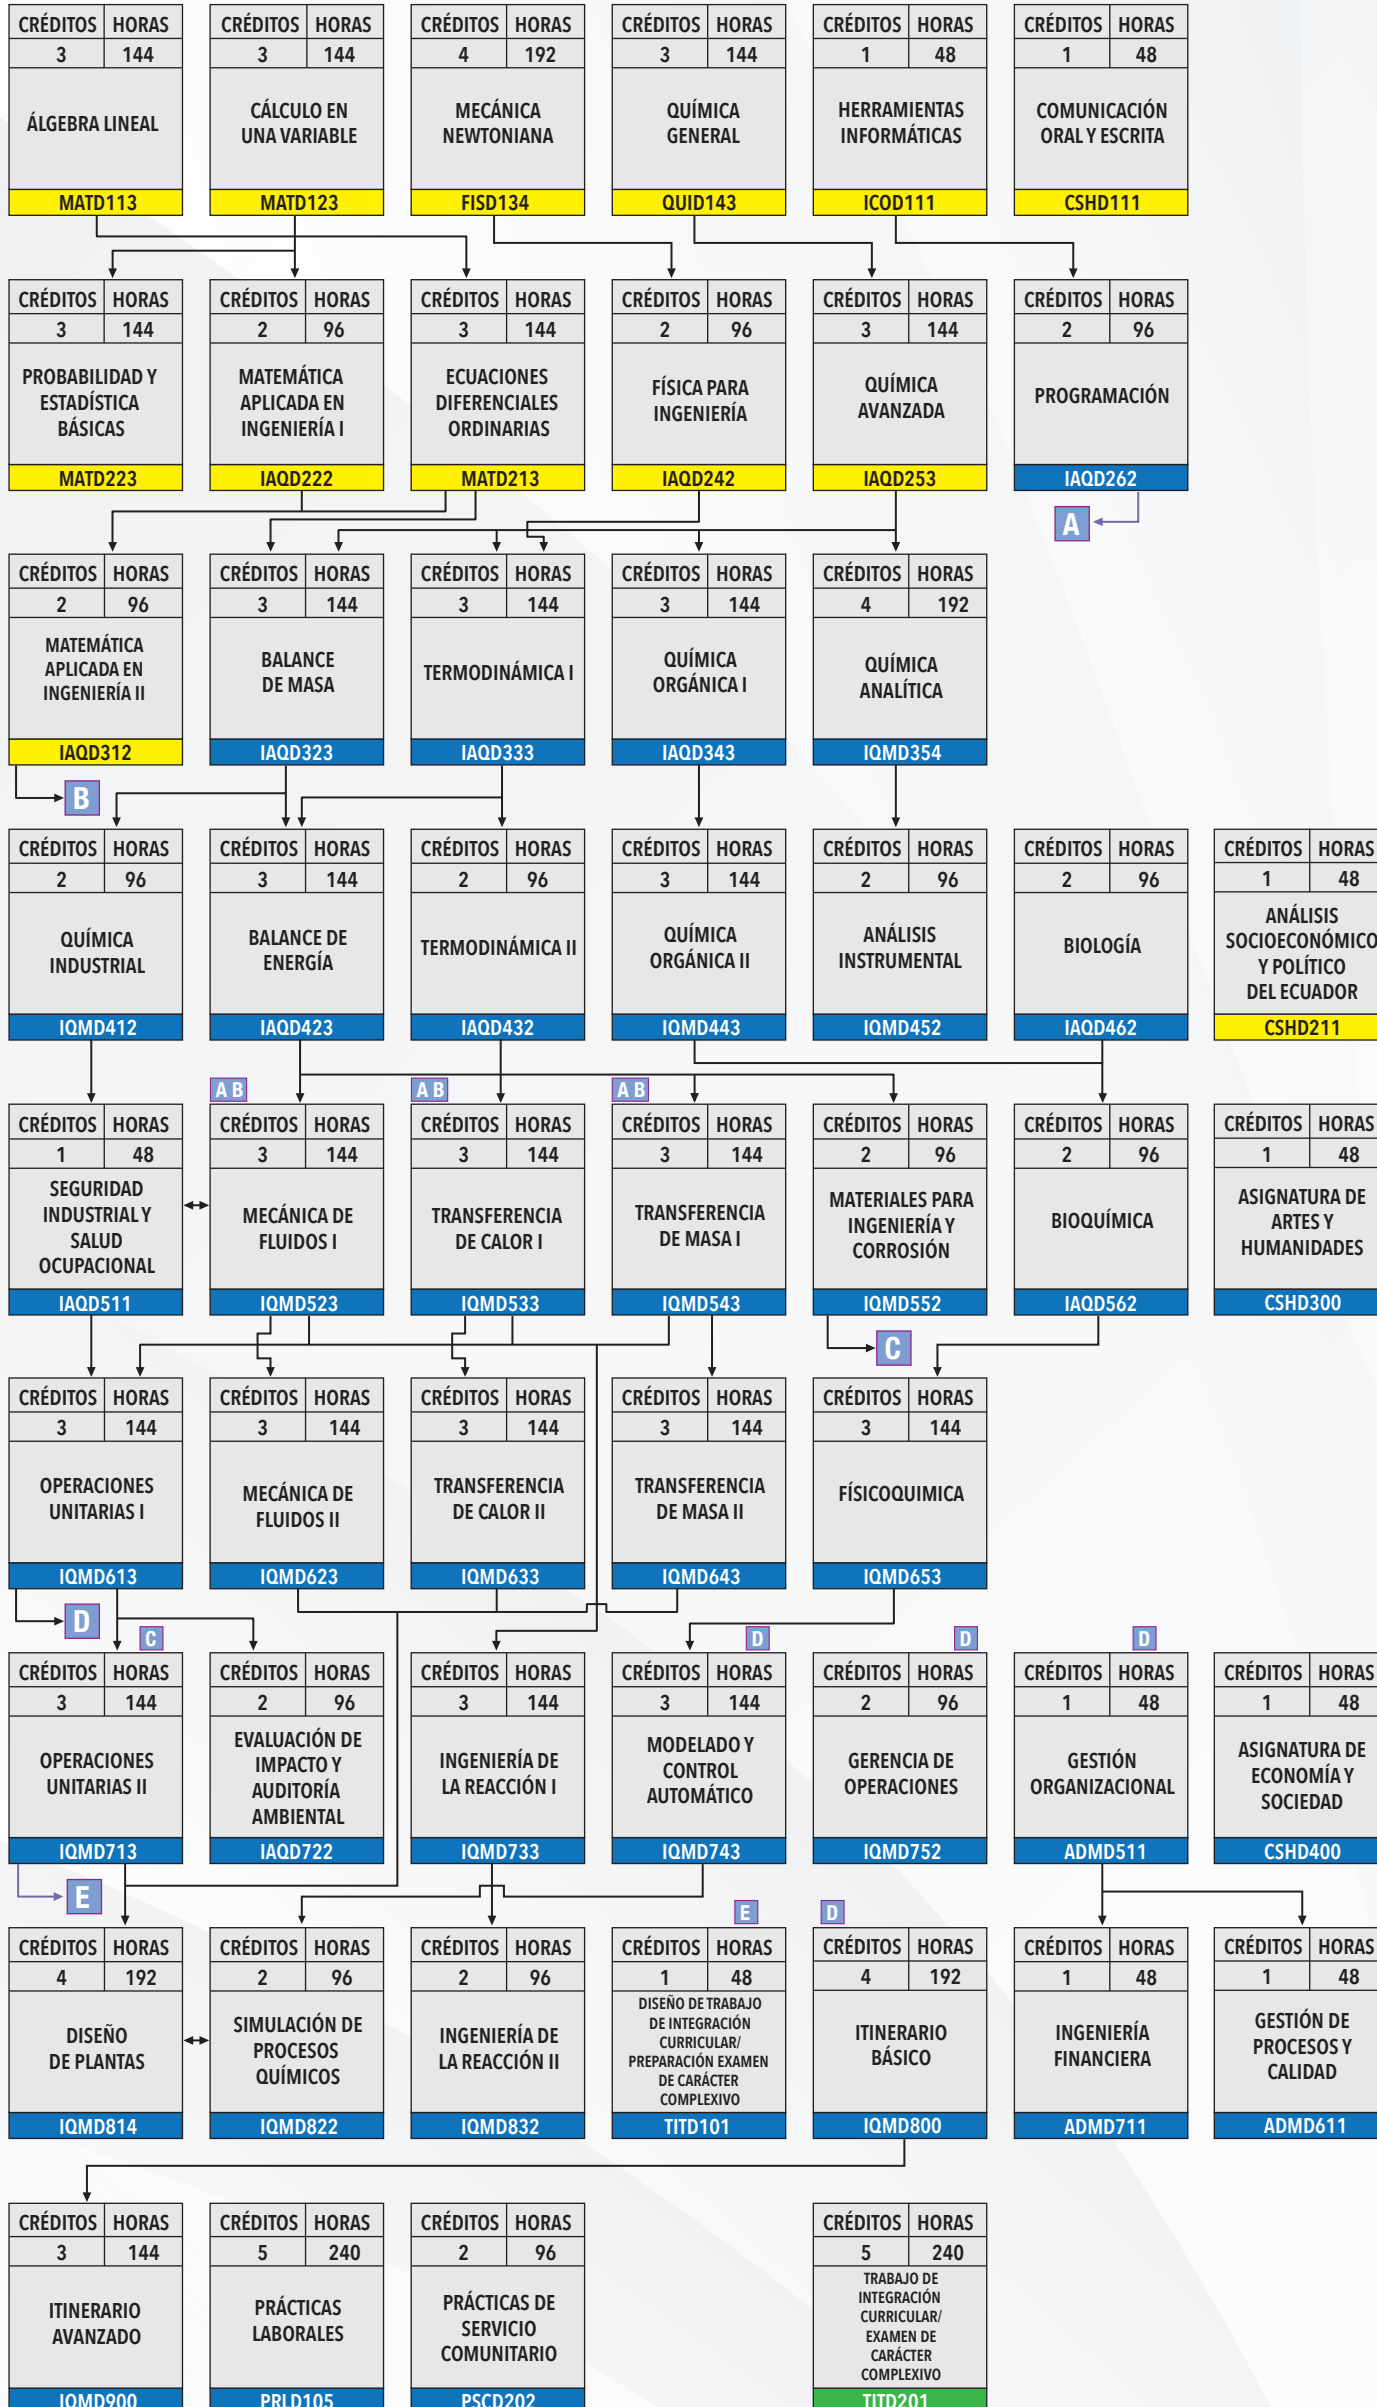 CRÉDITOS HORAS CRÉDITOS HORAS CRÉDITOS HORAS CRÉDITOS HORAS CRÉDITOS HORAS CRÉDITOS HORAS
3 144 3 144 4 192 3 144 1 48 1 48
ÁLGEBRA LINEAL
CÁLCULO EN
UNA VARIABLE
MECÁNICA
NEWTONIANA
QUÍMICA
GENERAL
HERRAMIENTAS
INFORMÁTICAS
COMUNICACIÓN
ORAL Y ESCRITA
MATD113 MATD123 FISD134 QUID143 ICOD111 CSHD111
CRÉDITOS HORAS CRÉDITOS HORAS CRÉDITOS HORAS CRÉDITOS HORAS CRÉDITOS HORAS CRÉDITOS HORAS
3 144 2 96 3 144 2 96 3 144 2 96
PROBABILIDAD Y
ESTADÍSTICA
BÁSICAS
MATEMÁTICA
APLICADA EN
INGENIERÍA I
ECUACIONES
DIFERENCIALES
ORDINARIAS
FÍSICA PARA
INGENIERÍA
QUÍMICA
AVANZADA
PROGRAMACIÓN
MATD223 IAQD222 MATD213 IAQD242 IAQD253 IAQD262
A
CRÉDITOS HORAS CRÉDITOS HORAS CRÉDITOS HORAS CRÉDITOS HORAS CRÉDITOS HORAS
2 96 3 144 3 144 3 144 4 192
MATEMÁTICA
APLICADA EN
INGENIERÍA II
BALANCE
DE MASA
TERMODINÁMICA I
QUÍMICA
ORGÁNICA I
QUÍMICA
ANALÍTICA
IAQD312 IAQD323 IAQD333 IAQD343 IQMD354
B
CRÉDITOS HORAS CRÉDITOS HORAS CRÉDITOS HORAS CRÉDITOS HORAS CRÉDITOS HORAS CRÉDITOS HORAS CRÉDITOS HORAS
2 96 3 144 2 96 3 144 2 96 2 96 1 48
QUÍMICA
INDUSTRIAL
BALANCE DE
ENERGÍA
TERMODINÁMICA II
QUÍMICA
ORGÁNICA II
ANÁLISIS
INSTRUMENTAL
BIOLOGÍA
ANÁLISIS
SOCIOECONÓMICO
Y POLÍTICO
DEL ECUADOR
IQMD412 IAQD423 IAQD432 IQMD443 IQMD452 IAQD462 CSHD211
A B A B A B
CRÉDITOS HORAS CRÉDITOS HORAS CRÉDITOS HORAS CRÉDITOS HORAS CRÉDITOS HORAS CRÉDITOS HORAS CRÉDITOS HORAS
1 48 3 144 3 144 3 144 2 96 2 96 1 48
SEGURIDAD
INDUSTRIAL Y
SALUD
OCUPACIONAL
MECÁNICA DE
FLUIDOS I
TRANSFERENCIA
DE CALOR I
TRANSFERENCIA
DE MASA I
MATERIALES PARA
INGENIERÍA Y
CORROSIÓN
BIOQUÍMICA
ASIGNATURA DE
ARTES Y
HUMANIDADES
IAQD511 IQMD523 IQMD533 IQMD543 IQMD552 IAQD562 CSHD300
C
CRÉDITOS HORAS CRÉDITOS HORAS CRÉDITOS HORAS CRÉDITOS HORAS CRÉDITOS HORAS
3 144 3 144 3 144 3 144 3 144
OPERACIONES
UNITARIAS I
MECÁNICA DE
FLUIDOS II
TRANSFERENCIA
DE CALOR II
TRANSFERENCIA
DE MASA II
FÍSICOQUIMICA
IQMD613 IQMD623 IQMD633 IQMD643 IQMD653
D
C D D D
CRÉDITOS HORAS CRÉDITOS HORAS CRÉDITOS HORAS CRÉDITOS HORAS CRÉDITOS HORAS CRÉDITOS HORAS CRÉDITOS HORAS
3 144 2 96 3 144 3 144 2 96 1 48 1 48
OPERACIONES
UNITARIAS II
EVALUACIÓN DE
IMPACTO Y
AUDITORÍA
AMBIENTAL
INGENIERÍA DE
LA REACCIÓN I
MODELADO Y
CONTROL
AUTOMÁTICO
GERENCIA DE
OPERACIONES
GESTIÓN
ORGANIZACIONAL
ASIGNATURA DE
ECONOMÍA Y
SOCIEDAD
IQMD713 IAQD722 IQMD733 IQMD743 IQMD752 ADMD511 CSHD400
E
E D
CRÉDITOS HORAS CRÉDITOS HORAS CRÉDITOS HORAS CRÉDITOS HORAS CRÉDITOS HORAS CRÉDITOS HORAS CRÉDITOS HORAS
4 192 2 96 2 96 1 48 4 192 1 48 1 48
DISEÑO
DE PLANTAS
SIMULACIÓN DE
PROCESOS
QUÍMICOS
INGENIERÍA DE
LA REACCIÓN II
DISEÑO DE TRABAJO
DE INTEGRACIÓN
CURRICULAR/
PREPARACIÓN EXAMEN
DE CARÁCTER
COMPLEXIVO
ITINERARIO
BÁSICO
INGENIERÍA
FINANCIERA
GESTIÓN DE
PROCESOS Y
CALIDAD
IQMD814 IQMD822 IQMD832 TITD101 IQMD800 ADMD711 ADMD611
CRÉDITOS HORAS CRÉDITOS HORAS CRÉDITOS HORAS CRÉDITOS HORAS
3 144 5 240 2 96 5 240
ITINERARIO
AVANZADO
PRÁCTICAS
LABORALES
PRÁCTICAS DE
SERVICIO
COMUNITARIO
TRABAJO DE
INTEGRACIÓN
CURRICULAR/
EXAMEN DE
CARÁCTER
COMPLEXIVO
IQMD900 PRLD105 PSCD202 TITD201